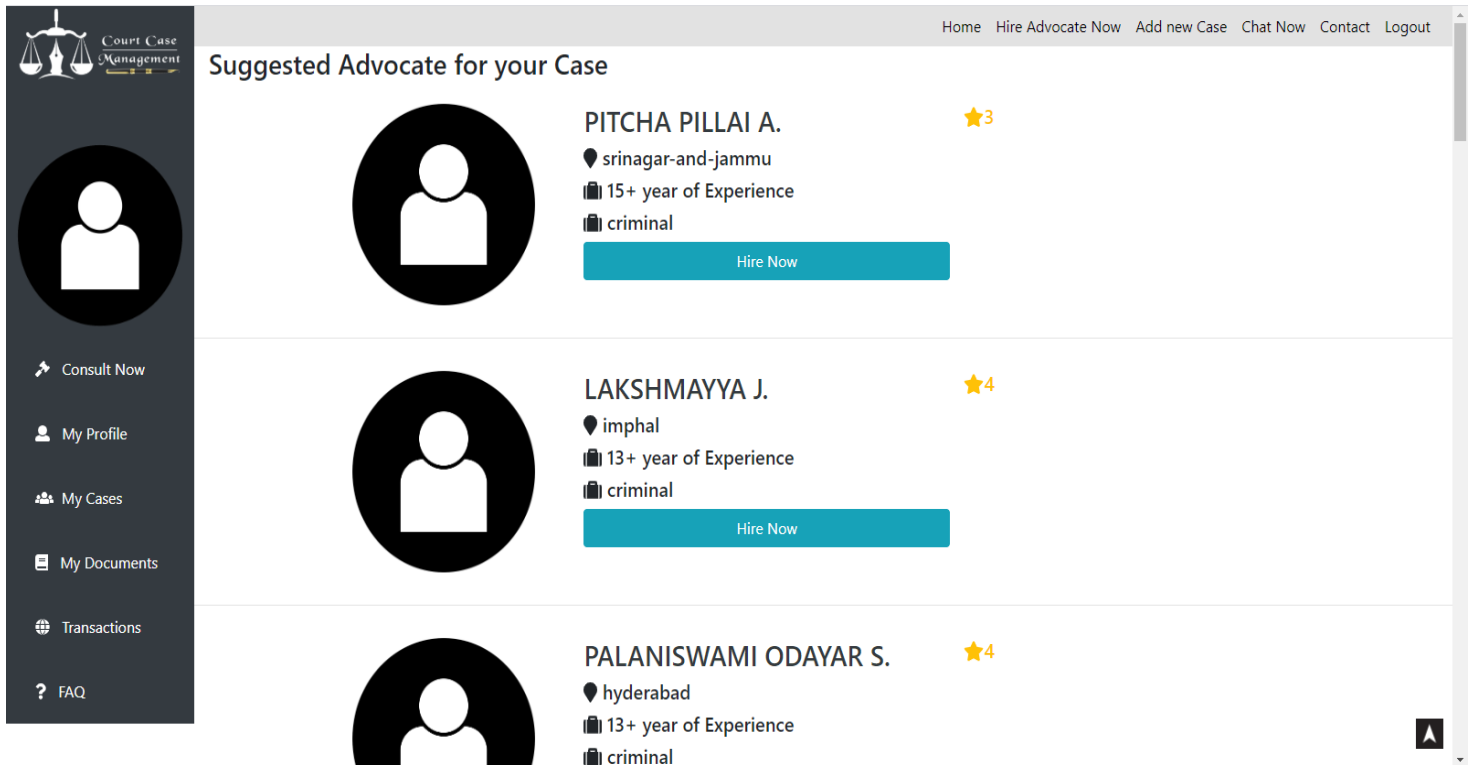 Court Case
Management
Home Hire Advocate Now Add new Case Chat Now Contact Logout
Suggested Advocate for your Case
PITCHA PILLAI A.
3
srinagar-and-jammu
15+ year of Experience
criminal
Hire Now
LAKSHMAYYA J.
4
imphal
13+ year of Experience
criminal
Hire Now
PALANISWAMI ODAYAR S.
4
hyderabad
13+ year of Experience
criminal
Consult Now
My Profile
My Cases
My Documents
Transactions
? FAQ